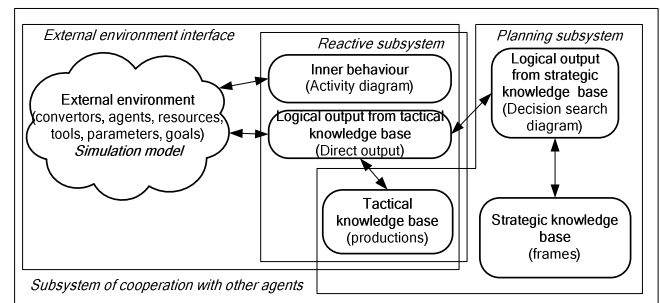 External environment interface
Reactive subsystem
Planning subsystem
External environment
(convertors, agents, resources,
tools, parameters, goals)
Simulation model
Inner behaviour
(Activity diagram)
Logical output from tactical
knowledge base
(Direct output)
Tactical
knowledge base
(productions)
Logical output
from strategic
knowledge base
(Decision search
diagram)
Strategic knowledge
base
(frames)
Subsystem of cooperation with other agents